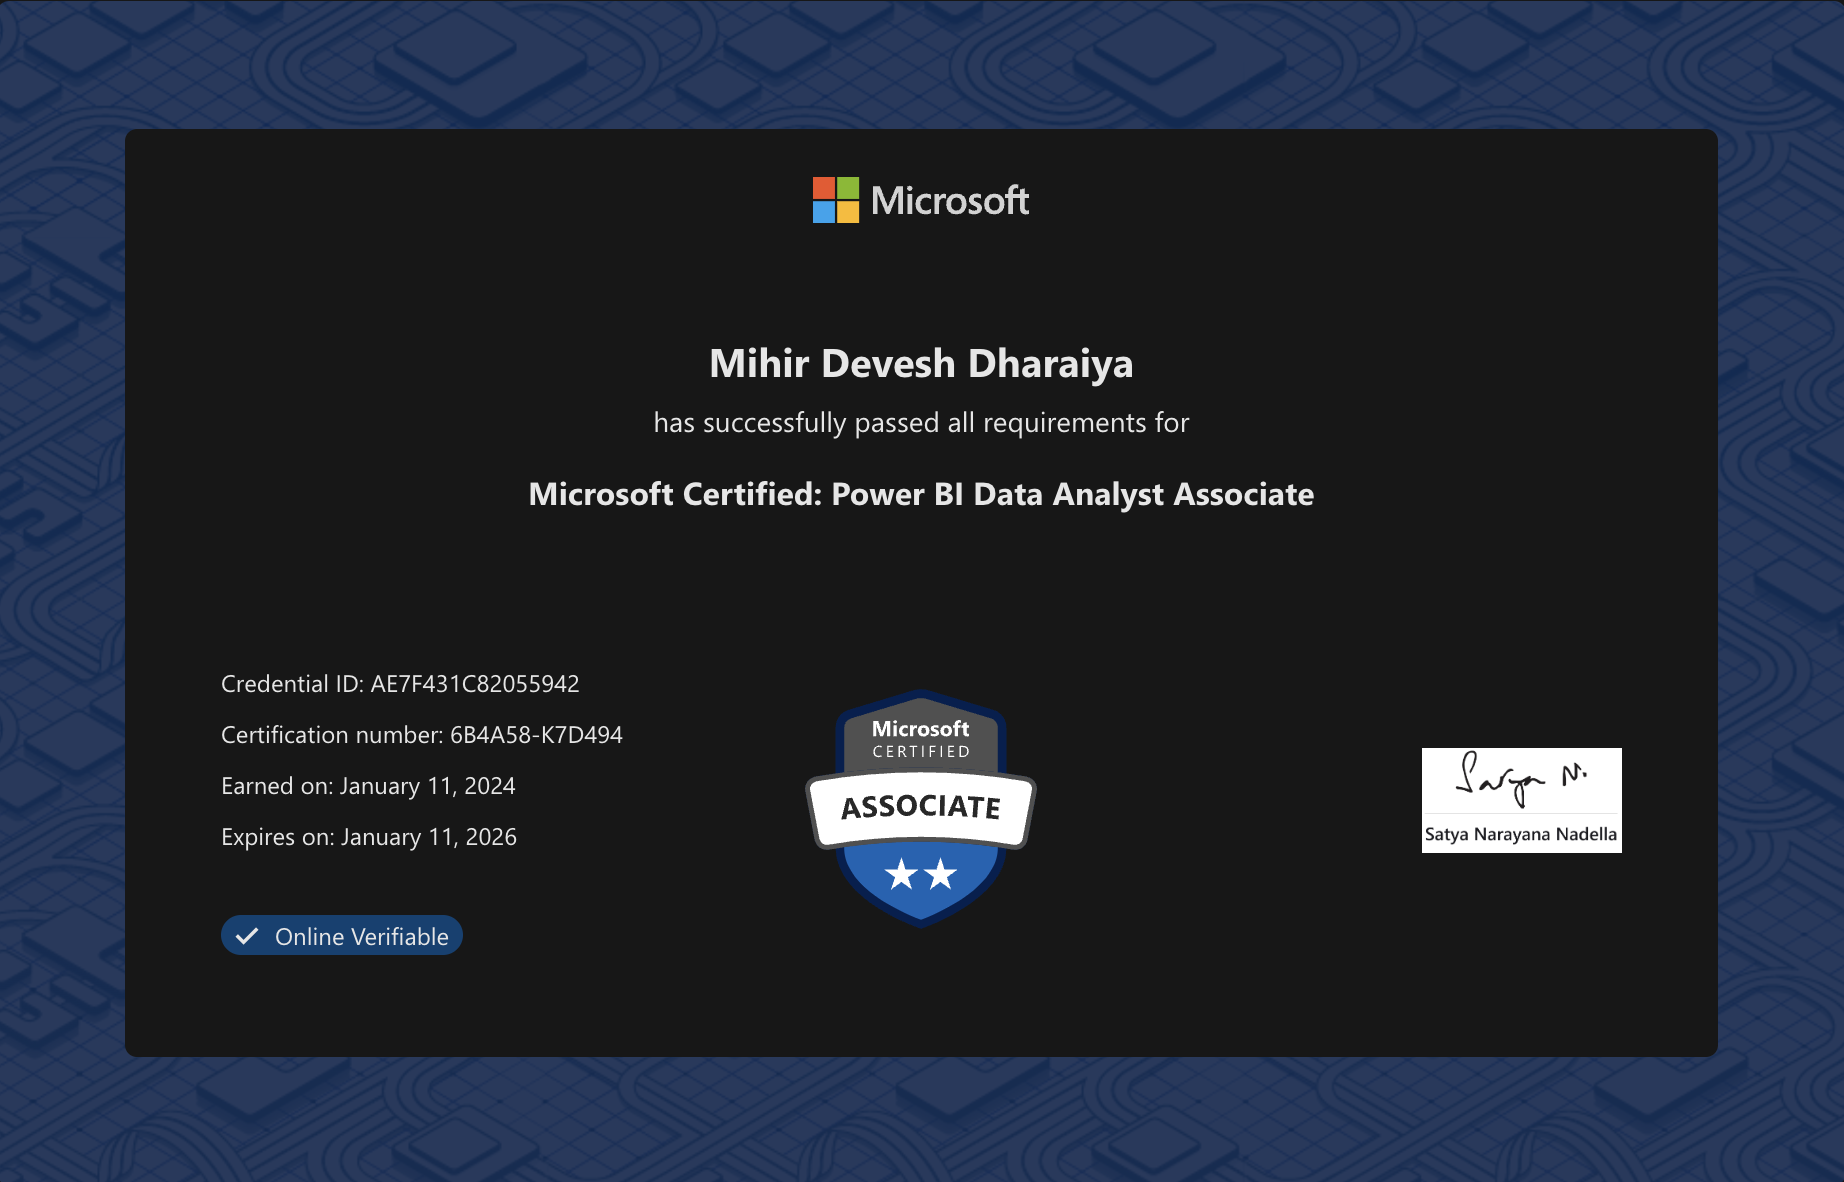 Microsoft
Mihir Devesh Dharaiya
has successfully passed all requirements for
Microsoft Certified: Power BI Data Analyst Associate
Credential ID: AE7F431C82055942
Certification number: 6B4A58-K7D494
Earned on: January 11, 2024
Expires on: January 11, 2026
Online Verifiable
Microsoft
CERTIFIED
ASSOCIATE
Satya N.
Satya Narayana Nadella